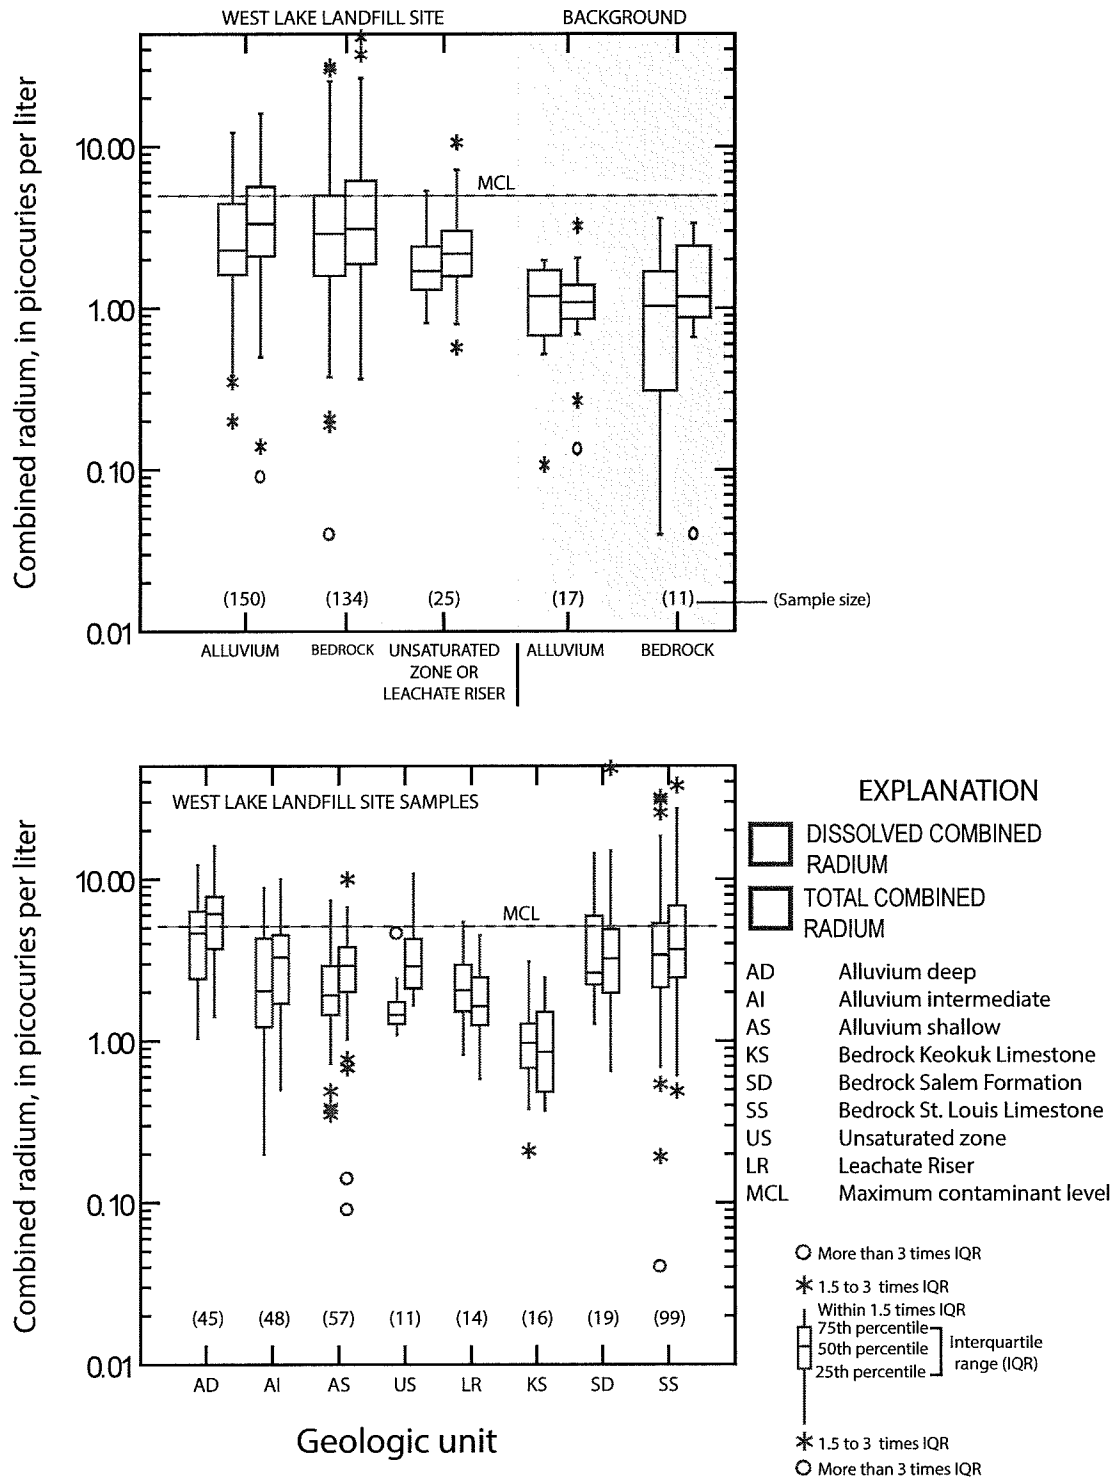 WEST LAKE LANDFILL SITE
BACKGROUND
Combined radium, in picocuries per liter
10.00
1.00
0.10
0.01
MCL
(150)
(134)
(25)
(17)
(11)
(Sample size)
ALLUVIUM
BEDROCK
UNSATURATED
ZONE OR
LEACHATE RISER
ALLUVIUM
BEDROCK
WEST LAKE LANDFILL SITE SAMPLES
Combined radium, in picocuries per liter
10.00
1.00
0.10
0.01
MCL
(45)
(48)
(57)
(11)
(14)
(16)
(19)
(99)
AD
AI
AS
US
LR
KS
SD
SS
Geologic unit
EXPLANATION
DISSOLVED COMBINED
RADIUM
TOTAL COMBINED
RADIUM
AD Alluvium deep
AI Alluvium intermediate
AS Alluvium shallow
KS Bedrock Keokuk Limestone
SD Bedrock Salem Formation
SS Bedrock St. Louis Limestone
US Unsaturated zone
LR Leachate Riser
MCL Maximum contaminant level
More than 3 times IQR
1.5 to 3 times IQR
Within 1.5 times IQR
75th percentile
50th percentile
25th percentile
Interquartile
range (IQR)
1.5 to 3 times IQR
More than 3 times IQR